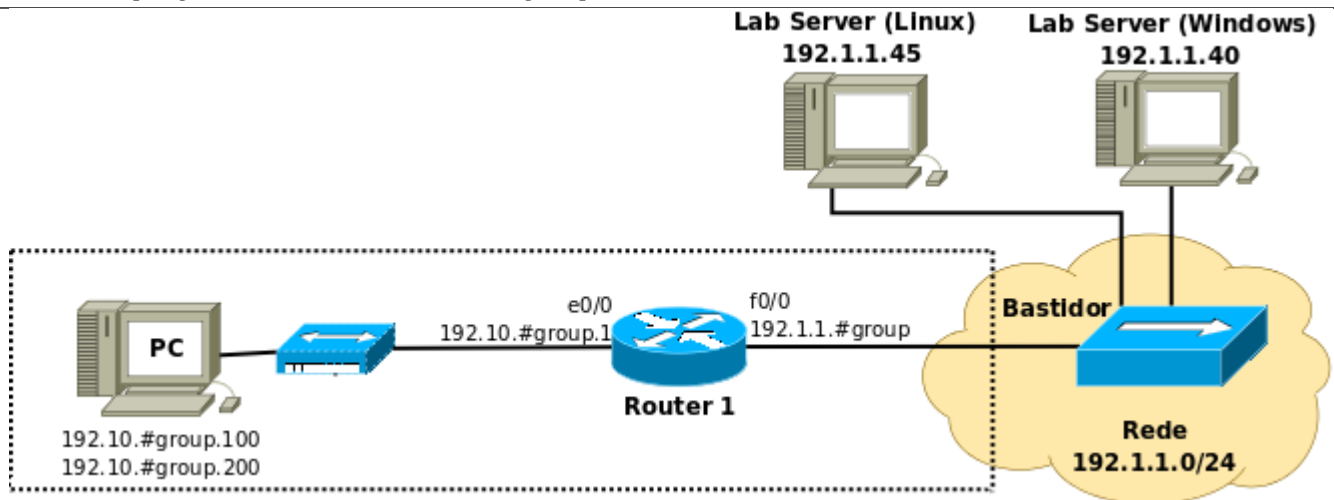 Lab Server (Linux)
192.1.1.45
Lab Server (Windows)
192.1.1.40
e0/0
192.10.#group.1
f0/0
192.1.1.#group
Bastidor
PC
Router 1
192.10.#group.100
192.10.#group.200
Rede
192.1.1.0/24